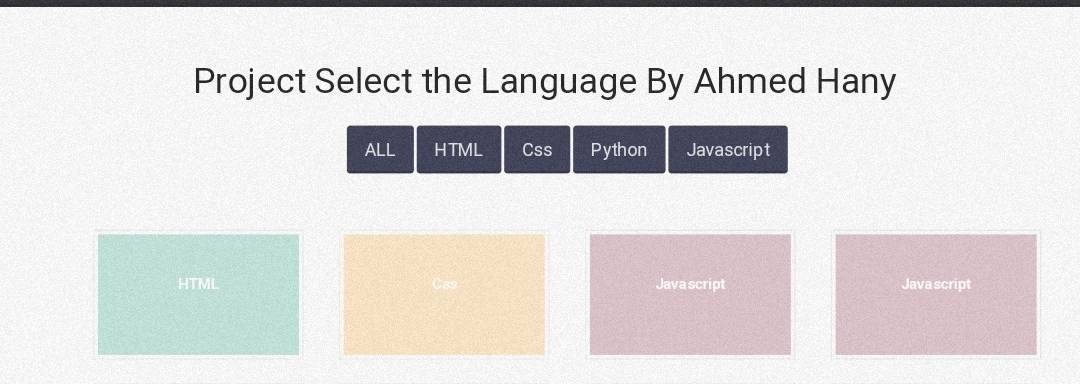 Project Select the Language By Ahmed Hany
ALL HTML Css Python Javascript
HTML Css Javascript Javascript